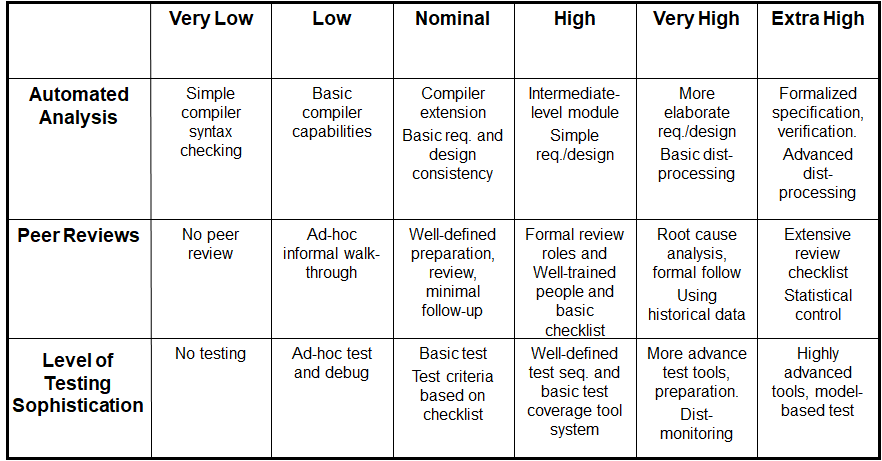 Very Low
Low
Nominal
High
Very High
Extra High
Automated
Analysis
Simple
compiler
syntax
checking
Basic
compiler
capabilities
Compiler
extension
Basic req. and
design
consistency
Intermediate-
level module
Simple
req./design
More
elaborate
req./design
Basic dist-
processing
Formalized
specification,
verification.
Advanced
dist-
processing
Peer Reviews
No peer
review
Ad-hoc
informal walk-
through
Well-defined
preparation,
review,
minimal
follow-up
Formal review
roles and
Well-trained
people and
basic
checklist
Root cause
analysis,
formal follow
Using
historical data
Extensive
review
checklist
Statistical
control
Level of
Testing
Sophistication
No testing
Ad-hoc test
and debug
Basic test
Test criteria
based on
checklist
Well-defined
test seq. and
basic test
coverage tool
system
More advance
test tools,
preparation.
Dist-
monitoring
Highly
advanced
tools, model-
based test